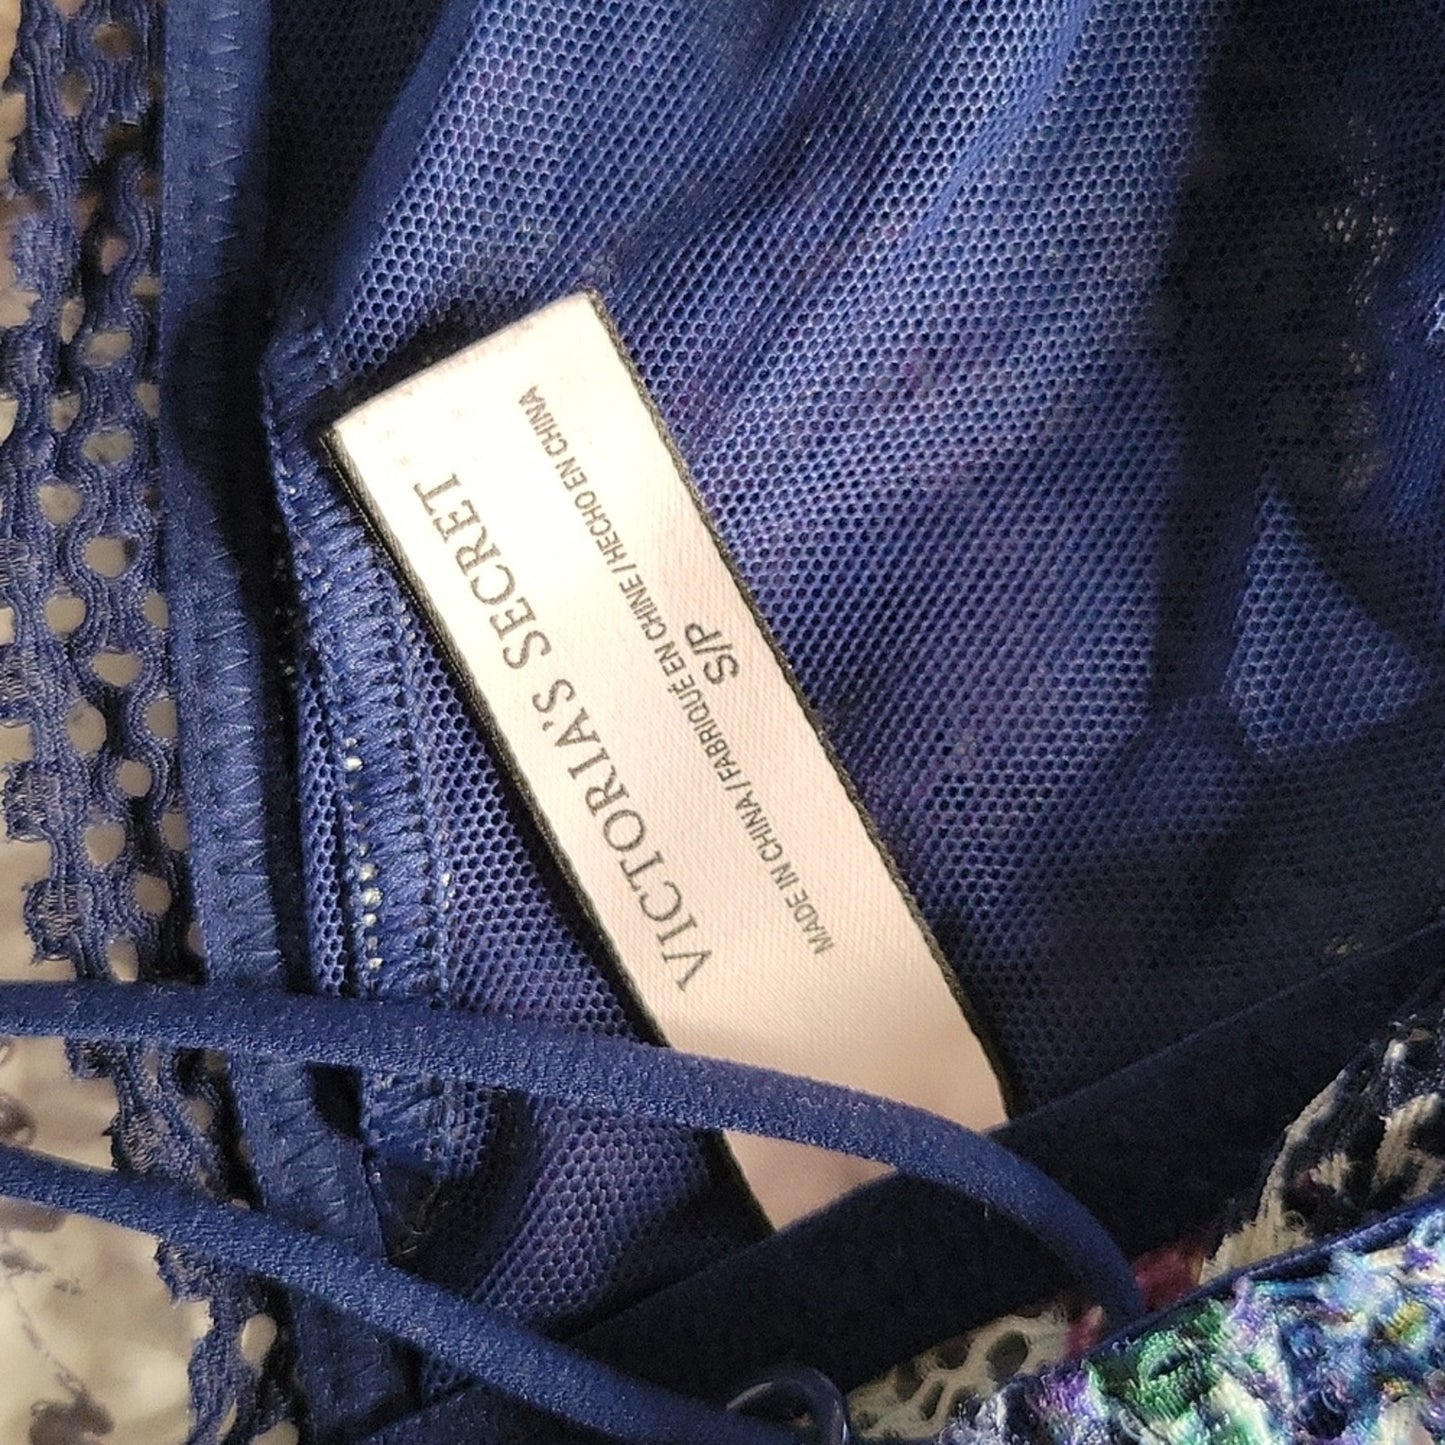 VICTORIA'S SECRET
MADE IN CHINA / FABRIQUÉ EN CHINE / HECHO EN CHINA
S/P